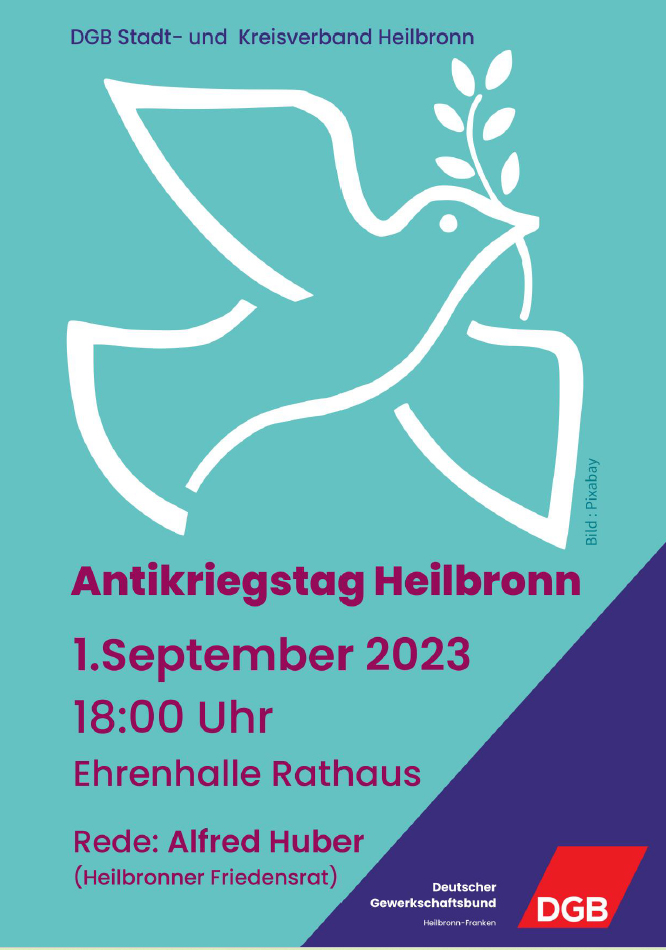 DGB Stadt- und Kreisverband Heilbronn
Bild : Pixabay
Antikriegstag Heilbronn
1.September 2023
18:00 Uhr
Ehrenhalle Rathaus
Rede: Alfred Huber
(Heilbronner Friedensrat)
Deutscher
Gewerkschaftsbund
Heilbronn-Franken
DGB